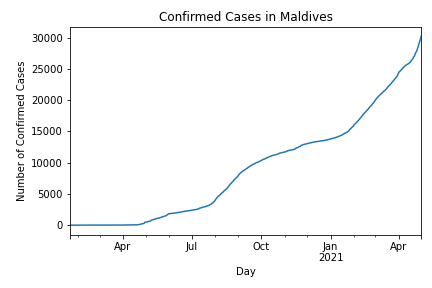 Confirmed Cases in Maldives
Number of Confirmed Cases
30000
25000
20000
15000
10000
5000
0
Apr
Jul
Oct
Jan
2021
Apr
Day